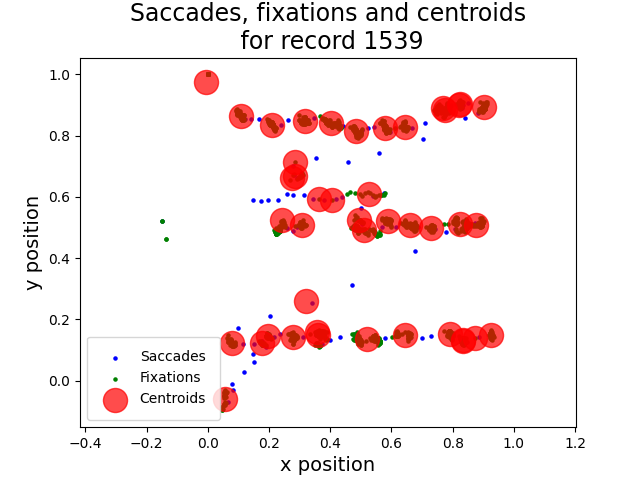 Saccades, fixations and centroids
for record 1539
1.0
0.8
0.6
0.4
0.2
0.0
y position
Saccades
Fixations
Centroids
−0.4 −0.2 0.0 0.2 0.4 0.6 0.8 1.0 1.2
x position